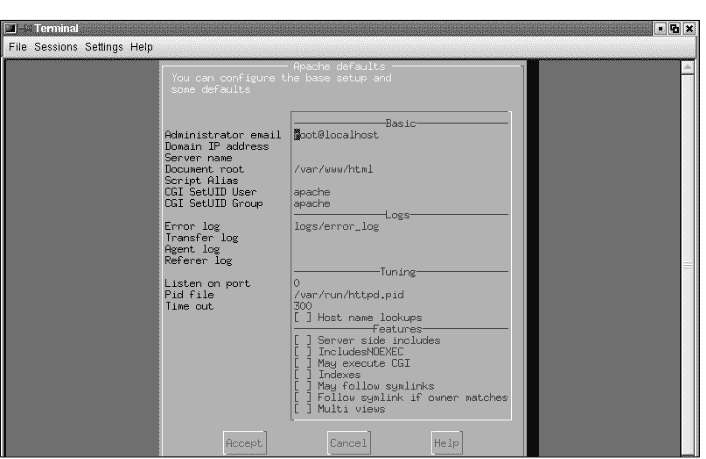 Terminal
File Sessions Settings Help
Apache defaults
You can configure the base setup and
some defaults
Basic
Administrator email root@localhost
Domain IP address
Server name
Document root /var/www/html
Script Alias
CGI SetUID User apache
CGI SetUID Group apache
Logs
Error log logs/error_log
Transfer log
Agent log
Referer log
Tuning
Listen on port 0
Pid file /var/run/httpd.pid
Time out 300
[ ] Host name lookups
Features
[ ] Server side includes
[ ] IncludesNOEXEC
[ ] May execute CGI
[ ] Indexes
[ ] May follow symlinks
[ ] Follow symlink if owner matches
[ ] Multi views
Accept Cancel Help